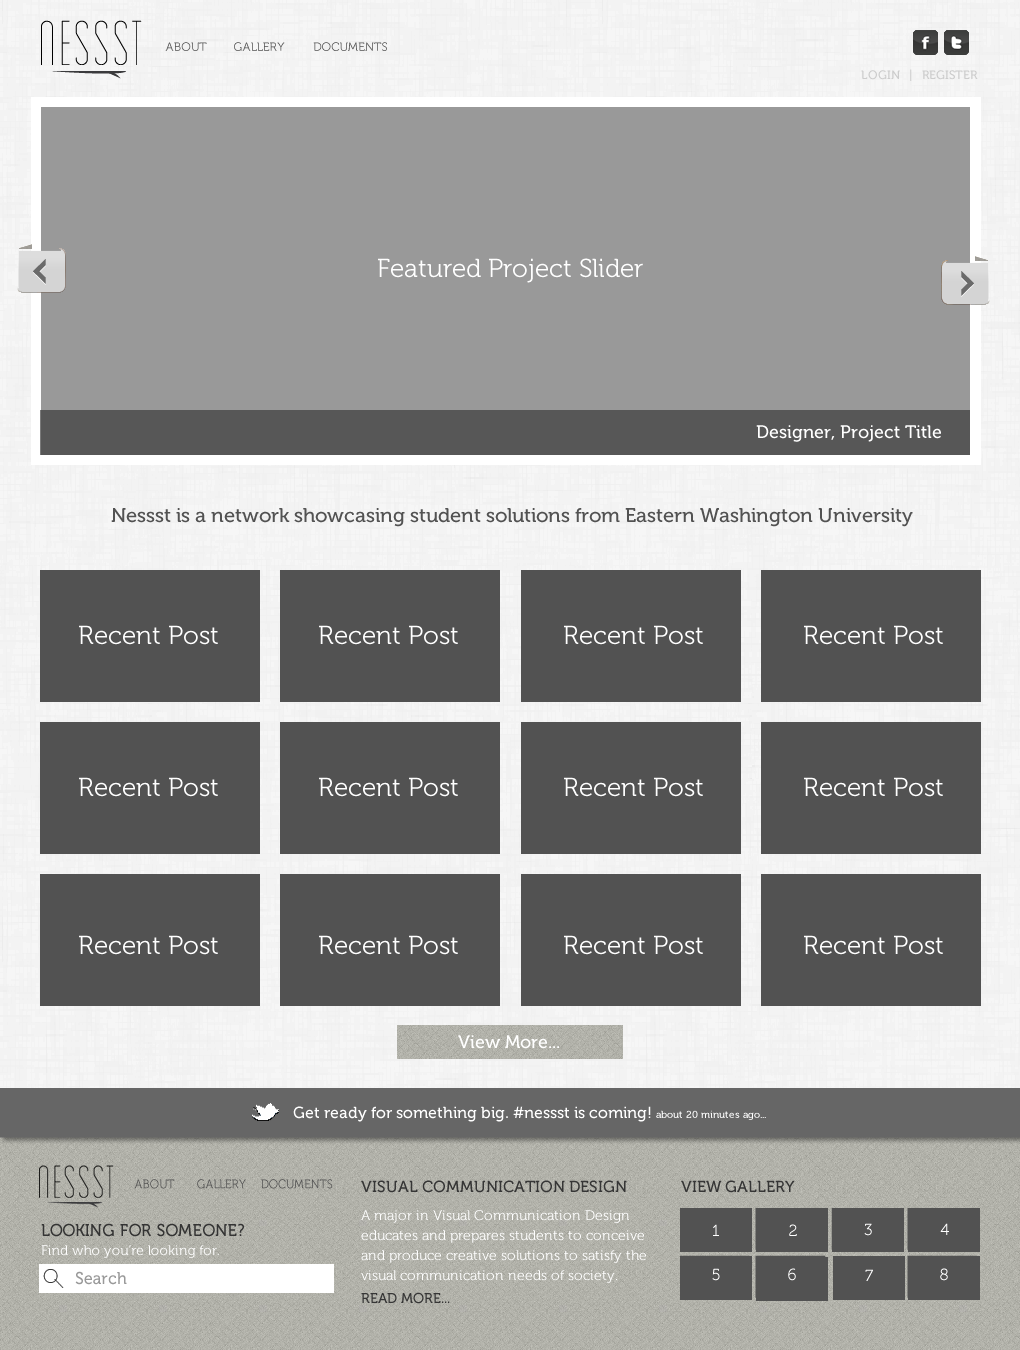 NESSST ABOUT GALLERY DOCUMENTS
LOGIN | REGISTER
Featured Project Slider
Designer, Project Title
Nessst is a network showcasing student solutions from Eastern Washington University
Recent Post Recent Post Recent Post Recent Post
Recent Post Recent Post Recent Post Recent Post
Recent Post Recent Post Recent Post Recent Post
View More...
Get ready for something big. #nessst is coming! about 20 minutes ago...
NESSST ABOUT GALLERY DOCUMENTS
LOOKING FOR SOMEONE?
Find who you're looking for.
Search
VISUAL COMMUNICATION DESIGN
A major in Visual Communication Design
educates and prepares students to conceive
and produce creative solutions to satisfy the
visual communication needs of society.
READ MORE...
VIEW GALLERY
1 2 3 4
5 6 7 8